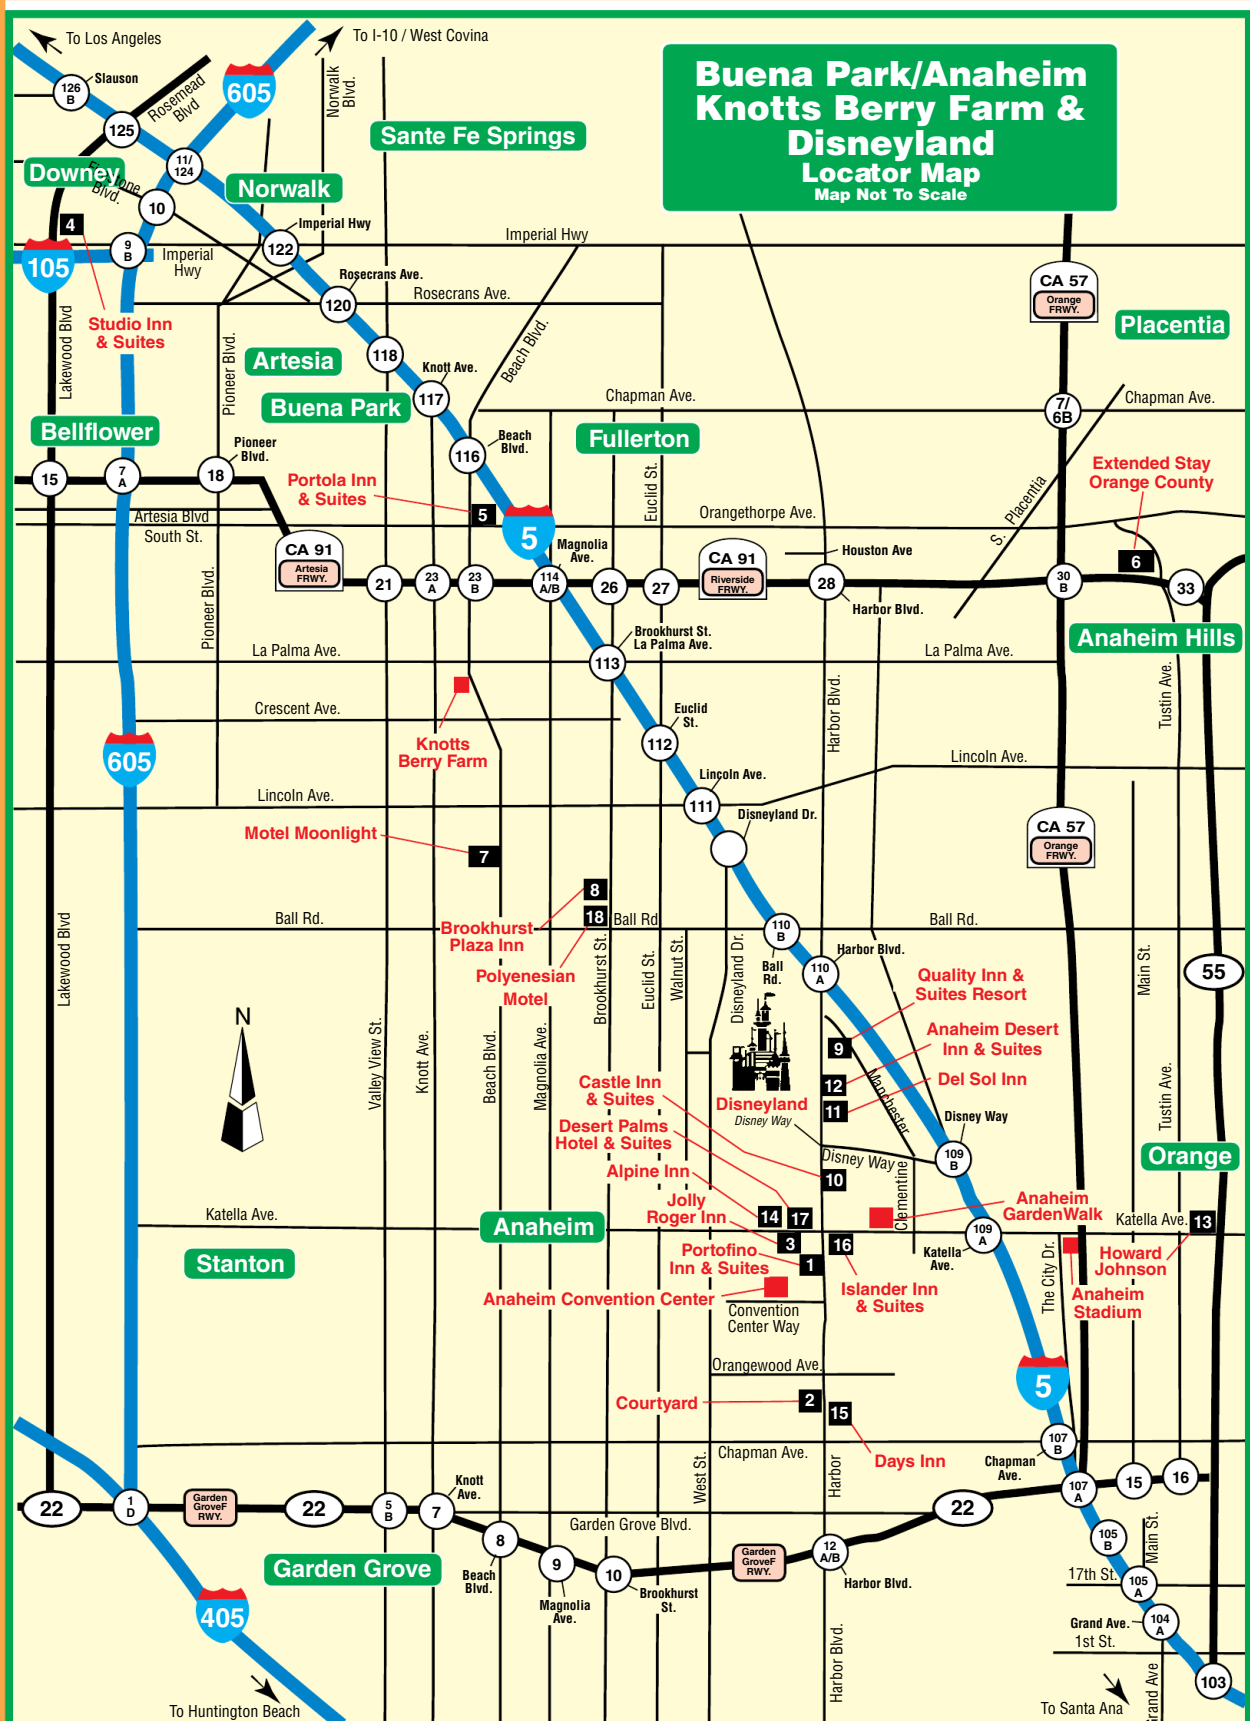 To Los Angeles
To I-10 / West Covina
Buena Park/Anaheim
Knotts Berry Farm &
Disneyland
Locator Map
Map Not To Scale
126
B
Slauson
Rosemead
Blvd
605
Norwalk
Blvd.
125
Sante Fe Springs
11/
124
Downey
Blvd.
Norwalk
10
4
Imperial Hwy
122
Imperial Hwy
9
B
Imperial
Hwy
105
Rosecrans Ave.
Rosecrans Ave.
120
CA 57
Orange
FRWY.
Studio Inn
& Suites
Lakewood Blvd
Pioneer Blvd.
Placentia
Artesia
118
Knott Ave.
Beach Blvd.
Buena Park
117
Chapman Ave.
7/
6B
Chapman Ave.
Bellflower
Fullerton
Beach
Blvd.
116
Pioneer
Blvd.
15
7
A
18
Portola Inn
& Suites
5
Euclid St.
Extended Stay
Orange County
S. Placentia
Artesia Blvd
South St.
Orangethorpe Ave.
5
CA 91
Artesia
FRWY.
Magnolia
Ave.
CA 91
Riverside
FRWY.
Houston Ave
6
21
23
A
23
B
114
A/B
26
27
28
Harbor Blvd.
30
B
33
Pioneer Blvd.
Brookhurst St.
La Palma Ave.
Anaheim Hills
La Palma Ave.
113
La Palma Ave.
Tustin Ave.
Harbor Blvd.
Crescent Ave.
Euclid
St.
112
Knotts
Berry Farm
605
Lincoln Ave.
Lincoln Ave.
Lincoln Ave.
111
Disneyland Dr.
CA 57
Orange
FRWY.
Motel Moonlight
7
8
18
Ball Rd.
Ball Rd
Ball Rd.
110
B
Ball
Rd.
Brookhurst
Plaza Inn
Polyenesian
Motel
Lakewood Blvd
Brookhurst St.
Euclid St.
Walnut St.
Disneyland Dr.
110
A
Harbor Blvd.
Main St.
55
Quality Inn &
Suites Resort
N
Valley View St.
Knott Ave.
Beach Blvd.
Magnolia Ave.
9
Anaheim Desert
Inn & Suites
12
Del Sol Inn
11
Manchester
Castle Inn
& Suites
Disneyland
Disney Way
Disney Way
Desert Palms
Hotel & Suites
Disney Way
109
B
Tustin Ave.
Orange
Alpine Inn
10
Clementine
Jolly
Roger Inn
14
17
Anaheim
GardenWalk
Katella Ave.
Anaheim
Katella Ave.
13
109
A
Katella
Ave.
3
16
Stanton
Portofino
Inn & Suites
1
The City Dr.
Howard
Johnson
Islander Inn
& Suites
Anaheim
Stadium
Anaheim Convention Center
Convention
Center Way
Orangewood Ave.
5
Courtyard
2
15
Days Inn
Chapman Ave.
107
B
Chapman
Ave.
West St.
Harbor
22
1
D
Garden
GroveF
RWY.
22
5
B
7
Knott
Ave.
22
107
A
15
16
Garden Grove Blvd.
8
Beach
Blvd.
9
Magnolia
Ave.
10
Brookhurst
St.
Garden
GroveF
RWY.
12
A/B
Harbor Blvd.
105
B
Main St.
Garden Grove
17th St.
105
A
405
Grand Ave.
104
A
1st St.
Harbor Blvd.
103
To Huntington Beach
To Santa Ana